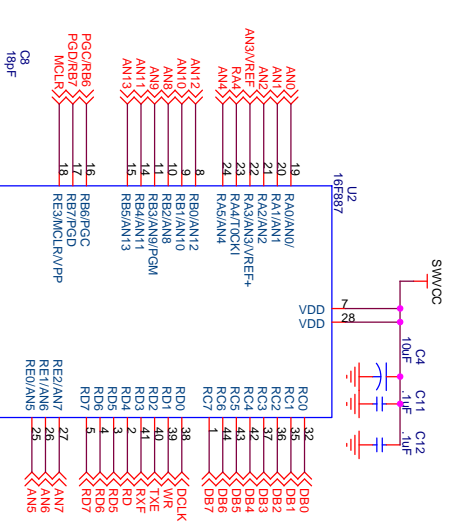 SWVCC
C4
10uF
C11
.1uF
C12
.1uF
U2
16F887
VDD 7
VDD 28
AN0 19 RA0/AN0/
AN1 20 RA1/AN1
AN2 21 RA2/AN2
AN3/VREF 22 RA3/AN3/VREF+
RA4 23 RA4/T0CKI
AN4 24 RA5/AN4
AN12 8 RB0/AN12
AN10 9 RB1/AN10
AN8 10 RB2/AN8
AN9 11 RB3/AN9/PGM
AN11 14 RB4/AN11
AN13 15 RB5/AN13
PGC/RB6 16 RB6/PGC
PGD/RB7 17 RB7/PGD
MCLR 18 RE3/MCLR/VPP
RC0 32 DB0
RC1 35 DB1
RC2 36 DB2
RC3 37 DB3
RC4 42 DB4
RC5 43 DB5
RC6 44 DB6
RC7 1 DB7
RD0 38 DCLK
RD1 39 WR
RD2 40 TXE
RD3 41 RXF
RD4 2 RD
RD5 3 RD5
RD6 4 RD6
RD7 5 RD7
RE2/AN7 27 AN7
RE1/AN6 26 AN6
RE0/AN5 25 AN5
C8
18pF